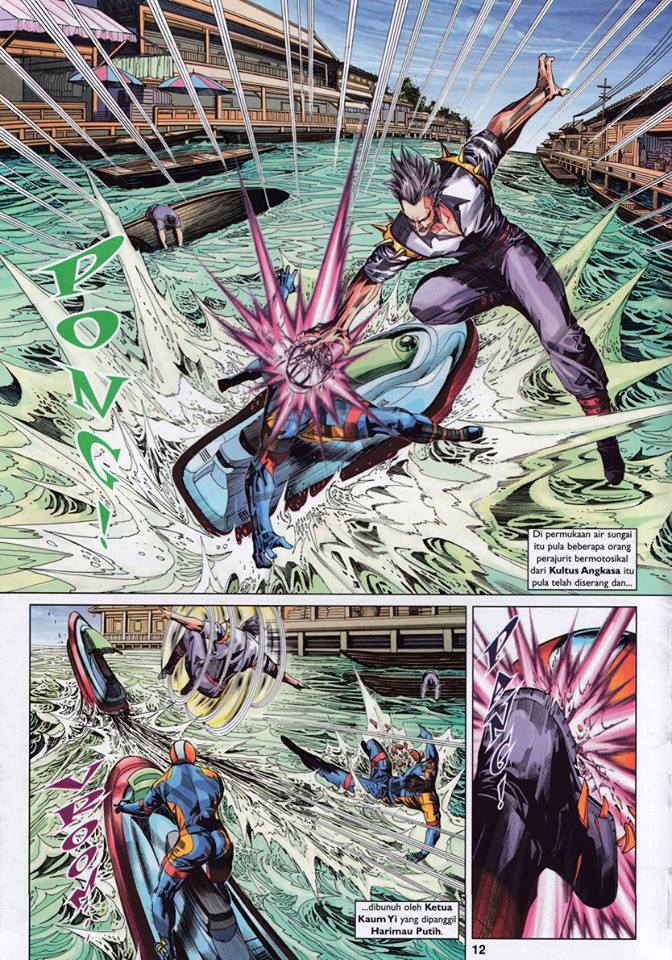 PONG!
Di permukaan air sungai
itu pula beberapa orang
perajurit bermotosikal
dari Kultus Angkasa itu
pula telah diserang dan...
VROOM!
PANG!
...dibunuh oleh Ketua
Kaum Yi yang dipanggil
Harimau Putih.
12